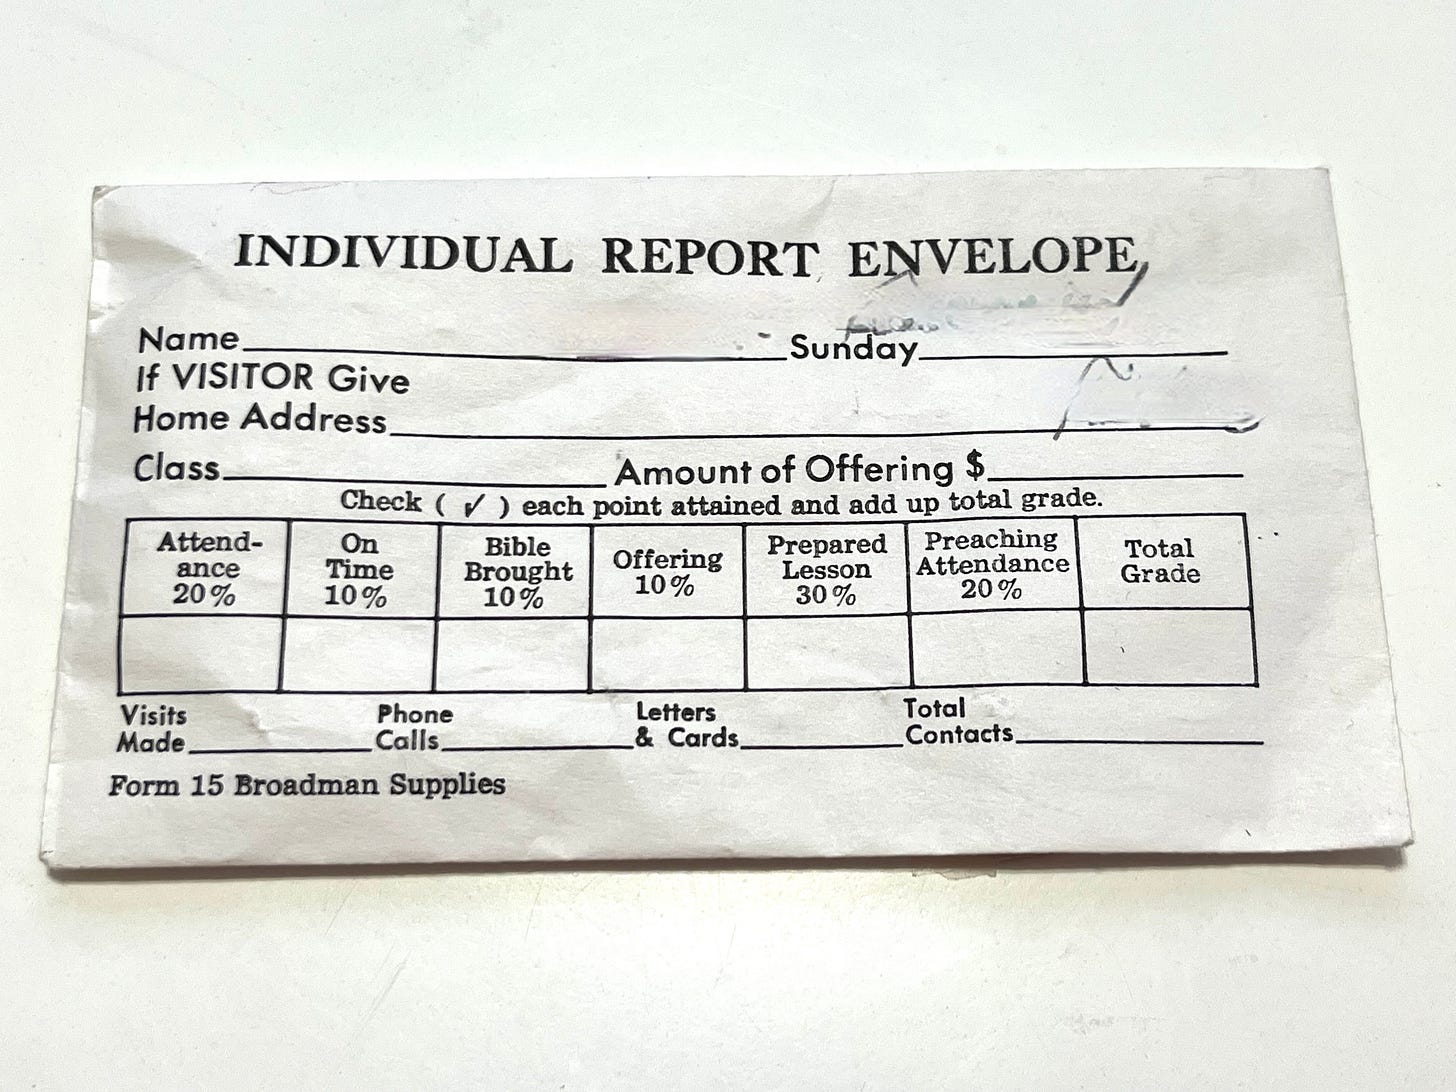 INDIVIDUAL REPORT ENVELOPE
Name Sunday
If VISITOR Give
Home Address
Class Amount of Offering $
Check ( ✓ ) each point attained and add up total grade.
Attend-
ance
20%
On
Time
10%
Bible
Brought
10%
Offering
10%
Prepared
Lesson
30%
Preaching
Attendance
20%
Total
Grade
Visits
Made
Phone
Calls
Letters
& Cards
Total
Contacts
Form 15 Broadman Supplies